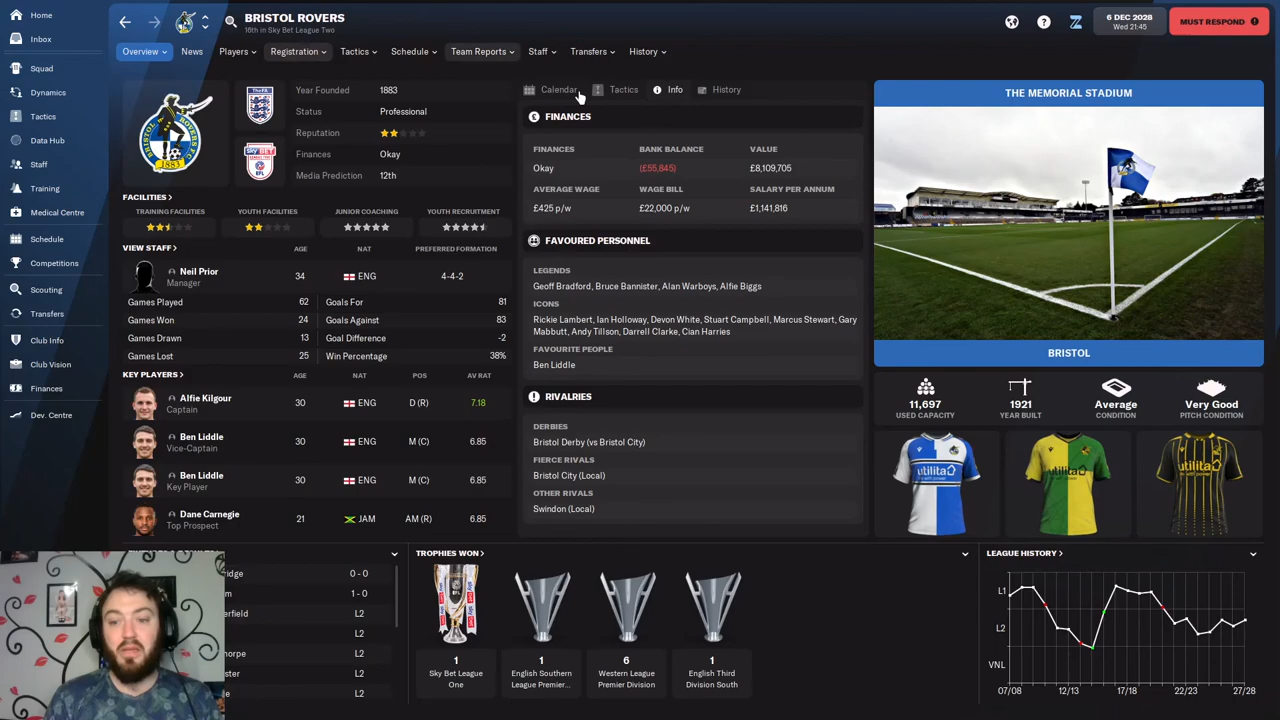 BRISTOL ROVERS
16th in Sky Bet League Two
6 DEC 2028
Wed 21:45
MUST RESPOND
Overview
News
Players
Registration
Tactics
Schedule
Team Reports
Staff
Transfers
History
Home
Inbox
Squad
Dynamics
Tactics
Data Hub
Staff
Training
Medical Centre
Schedule
Competitions
Scouting
Transfers
Club Info
Club Vision
Finances
Dev. Centre
Year Founded 1883
Status Professional
Reputation
Finances Okay
Media Prediction 12th
FACILITIES
TRAINING FACILITIES YOUTH FACILITIES JUNIOR COACHING YOUTH RECRUITMENT
VIEW STAFF AGE NAT PREFERRED FORMATION
Neil Prior 34 ENG 4-4-2
Manager
Games Played 62 Goals For 81
Games Won 24 Goals Against 83
Games Drawn 13 Goal Difference -2
Games Lost 25 Win Percentage 38%
KEY PLAYERS AGE NAT POS AV RAT
Alfie Kilgour 30 ENG D (R) 7.18
Captain
Ben Liddle 30 ENG M (C) 6.85
Vice-Captain
Ben Liddle 30 ENG M (C) 6.85
Key Player
Dane Carnegie 21 JAM AM (R) 6.85
Top Prospect
Calendar Tactics Info History
FINANCES
FINANCES BANK BALANCE VALUE
Okay (£55,845) £8,109,705
AVERAGE WAGE WAGE BILL SALARY PER ANNUM
£425 p/w £22,000 p/w £1,141,816
FAVOURED PERSONNEL
LEGENDS
Geoff Bradford, Bruce Bannister, Alan Warboys, Alfie Biggs
ICONS
Rickie Lambert, Ian Holloway, Devon White, Stuart Campbell, Marcus Stewart, Gary
Mabbutt, Andy Tillson, Darrell Clarke, Cian Harries
FAVOURITE PEOPLE
Ben Liddle
RIVALRIES
DERBIES
Bristol Derby (vs Bristol City)
FIERCE RIVALS
Bristol City (Local)
OTHER RIVALS
Swindon (Local)
THE MEMORIAL STADIUM
BRISTOL
11,697 1921 Average Very Good
USED CAPACITY YEAR BUILT CONDITION PITCH CONDITION
utilita utilita utilita
0 - 0
1 - 0
L2
L2
L2
L2
L2
TROPHIES WON
1 1 6 1
Sky Bet League One
English Southern League Premier...
Western League Premier Division
English Third Division South
LEAGUE HISTORY
L1
L2
VNL
07/08 12/13 17/18 22/23 27/28